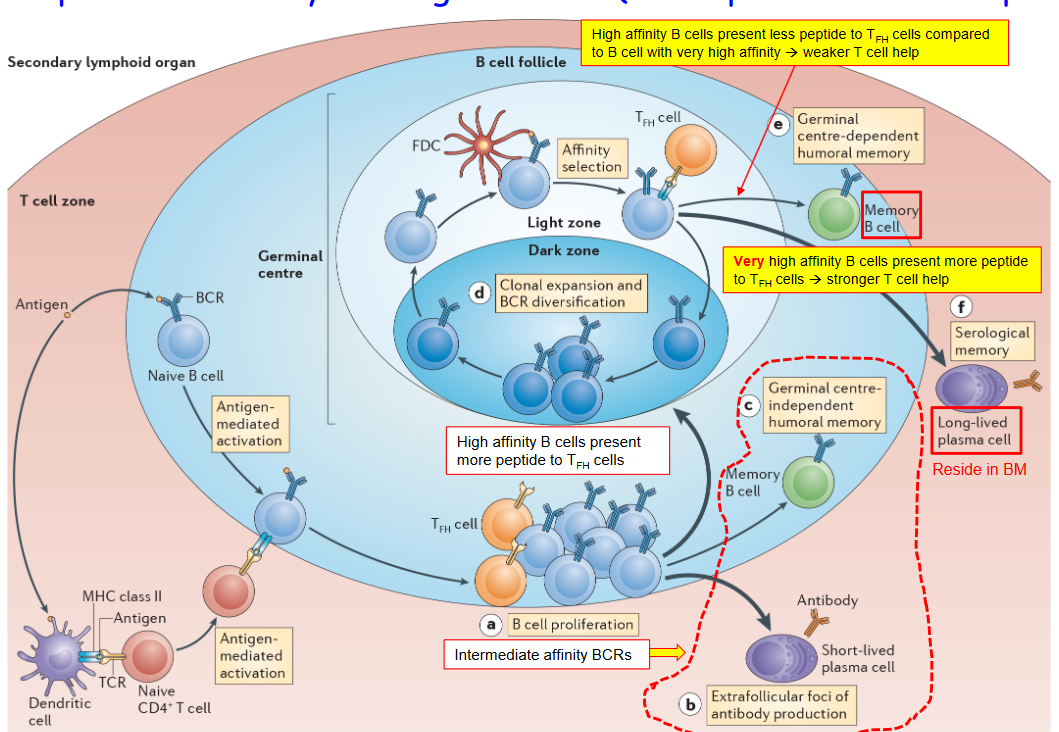 High affinity B cells present less peptide to TFH cells compared
to B cell with very high affinity → weaker T cell help
Secondary lymphoid organ
B cell follicle
TFH cell
e
Germinal
centre-dependent
humoral memory
FDC
Affinity
selection
T cell zone
Memory
B cell
Light zone
Germinal
centre
Dark zone
Very high affinity B cells present more peptide
to TFH cells → stronger T cell help
d
Clonal expansion and
BCR diversification
Antigen
BCR
f
Serological
memory
Naive B cell
c
Germinal centre-
independent
humoral memory
Antigen-
mediated
activation
Long-lived
plasma cell
High affinity B cells present
more peptide to TFH cells
Reside in BM
Memory
B cell
TFH cell
MHC class II
Antigen
Antibody
a
B cell proliferation
Antigen-
mediated
activation
Intermediate affinity BCRs
Short-lived
plasma cell
TCR
Dendritic
cell
Naive
CD4+ T cell
b
Extrafollicular foci of
antibody production